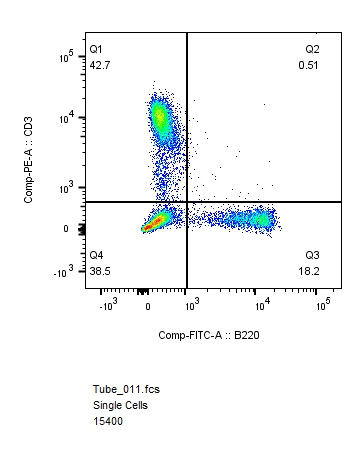 Q1
42.7
Q2
0.51
10^5
10^4
10^3
0
-10^3
Comp-PE-A :: CD3
Q4
38.5
Q3
18.2
-10^3
0
10^3
10^4
10^5
Comp-FITC-A :: B220
Tube_011.fcs
Single Cells
15400